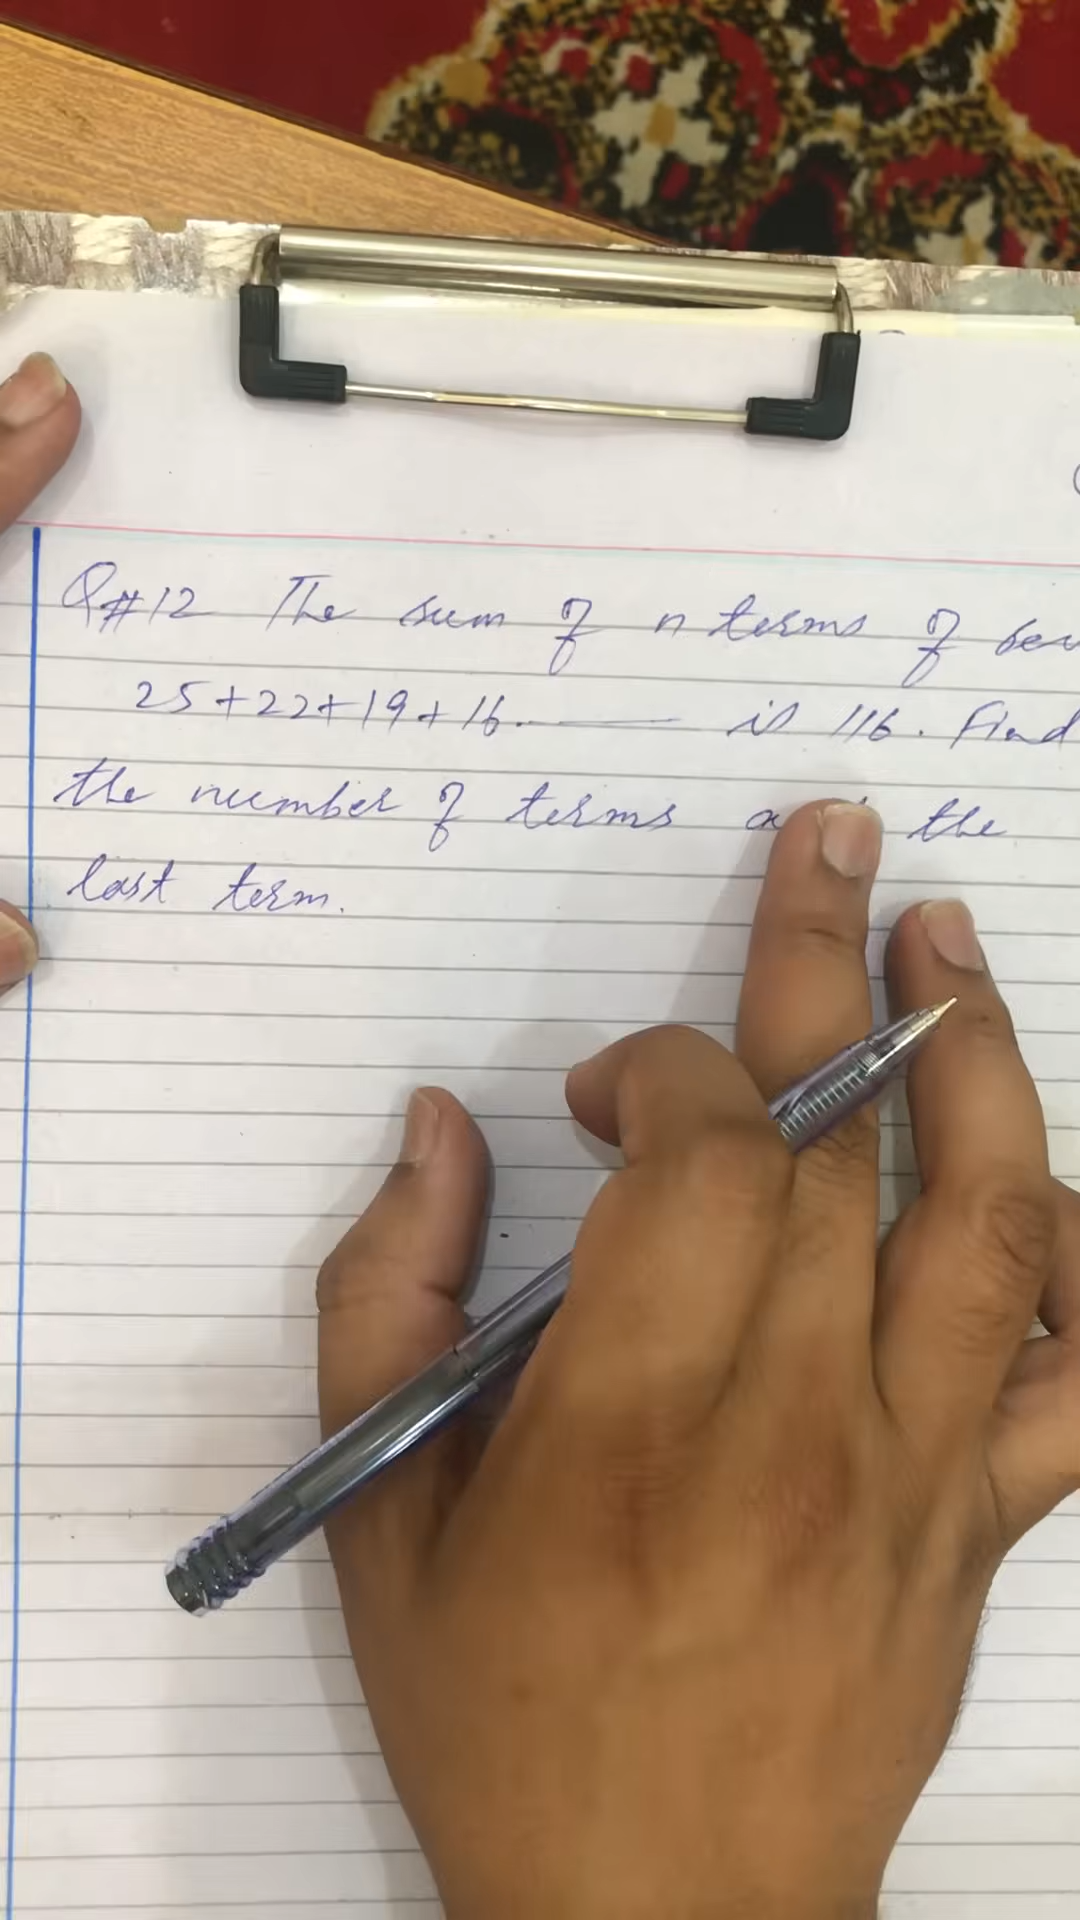 Q#12 The sum of n terms of
25+22+19+16.——— is 116. Find
the number of terms the
last term.